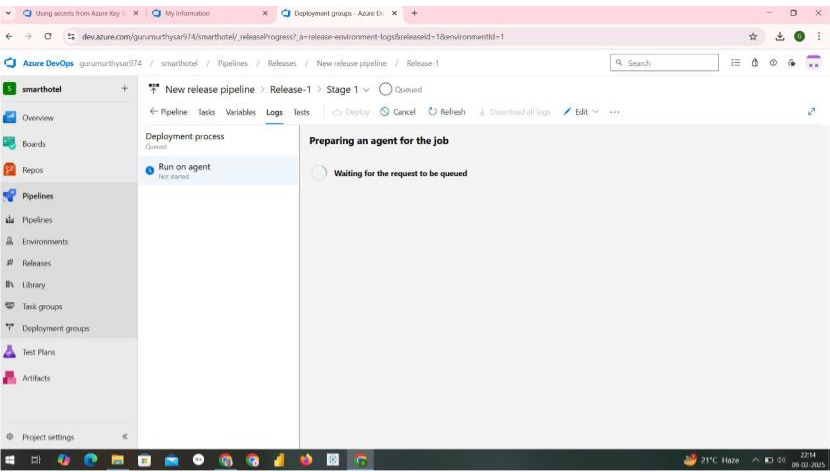 Using secrets from Azure Key
My information
Deployment groups - Azure De
dev.azure.com/gurumurthysar974/smarthotel/_releaseProgress?_a=release-environment-logs&releaseId=1&environmentId=1
Azure DevOps gurumurthysar974 / smarthotel / Pipelines / Releases / New release pipeline / Release-1
Search
S smarthotel +
New release pipeline > Release-1 > Stage 1 Queued
Pipeline Tasks Variables Logs Tests Deploy Cancel Refresh Download all logs Edit ...
Overview
Boards
Repos
Pipelines
Pipelines
Environments
Releases
Library
Task groups
Deployment groups
Test Plans
Artifacts
Project settings
Deployment process
Queued
Run on agent
Not started
Preparing an agent for the job
Waiting for the request to be queued
21°C Haze
22:14
09-02-2025